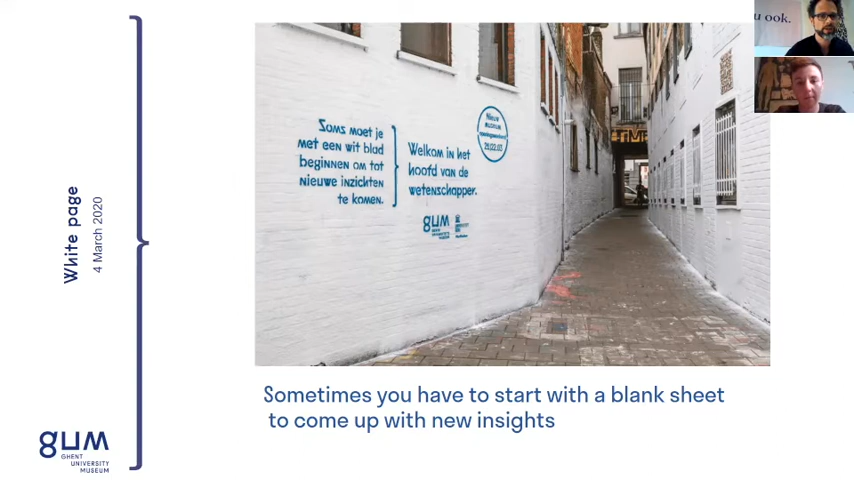 u ook.
White page
4 March 2020
Soms moet je
met een wit blad
beginnen om tot
nieuwe inzichten
te komen.
Welkom in het
hoofd van de
wetenschapper.
Nieuw
museum
gum
Sometimes you have to start with a blank sheet
to come up with new insights
gum
GHENT
UNIVERSITY
MUSEUM